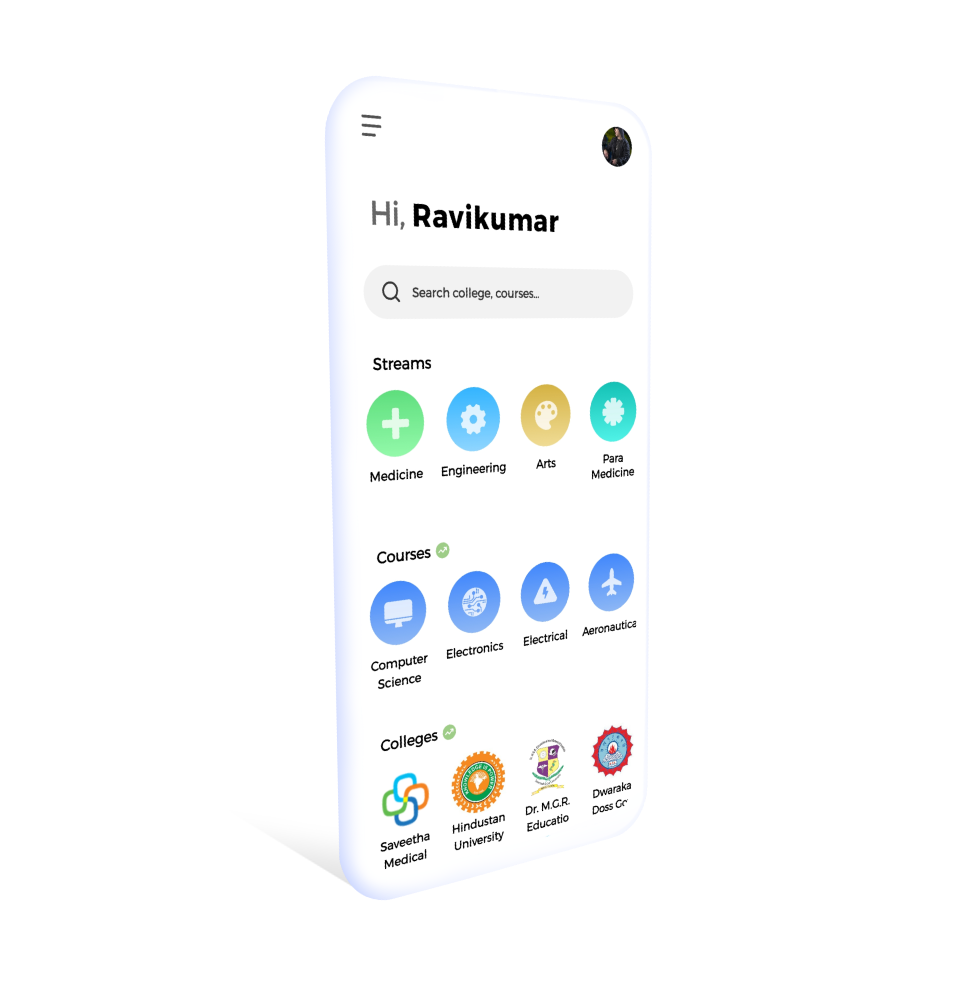 Hi, Ravikumar
Search college, courses...
Streams
Medicine
Engineering
Arts
Para
Medicine
Courses
Computer
Science
Electronics
Electrical
Aeronautica
Colleges
Saveetha
Medical
Hindustan
University
Dr. M.G.R.
Educatio
Dwaraka
Doss